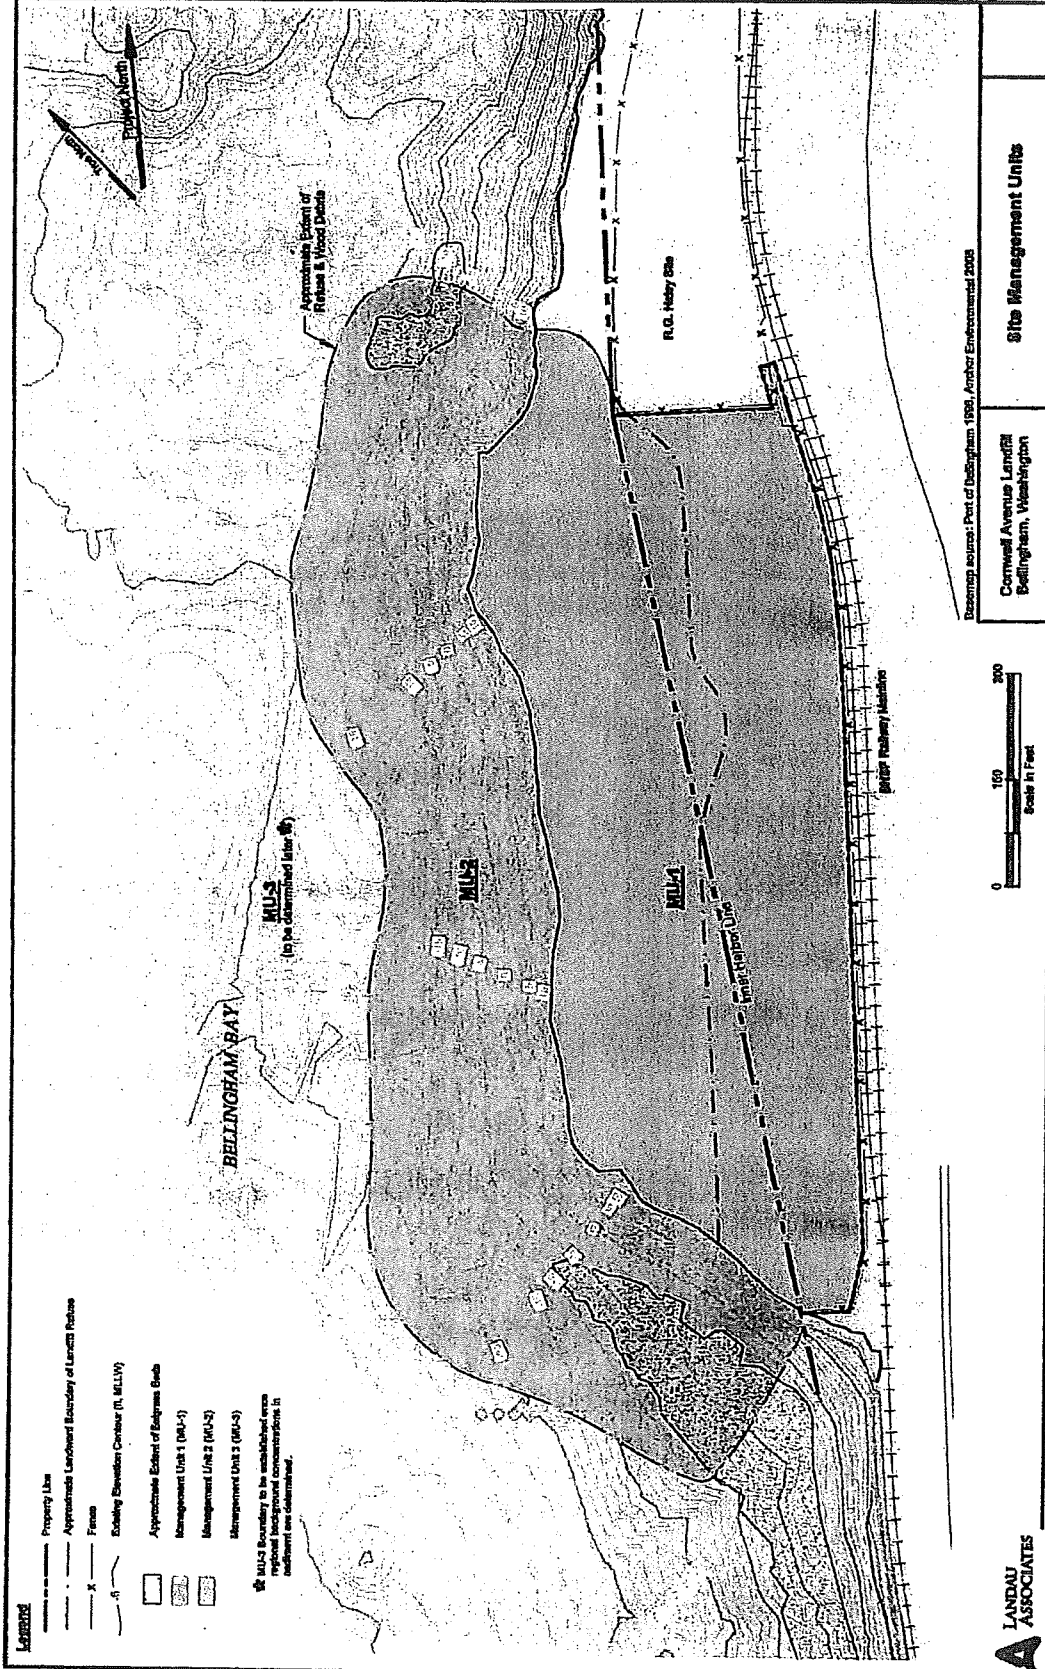 Legend
Property Line
Approximate Landward Boundary of Landfill Refuse
X Fence
Existing Elevation Contour (ft, MLLW)
Approximate Extent of Eelgrass Beds
Management Unit 1 (MU-1)
Management Unit 2 (MU-2)
Management Unit 3 (MU-3)
MU-3 Boundary to be established once
regional background concentrations in
sediment are determined.
True North
Project North
Approximate Extent of
Refuse & Wood Debris
BELLINGHAM BAY
MU-3
(to be determined later)
MU-2
MU-1
Inner Harbor Line
R.G. Haley Site
BNSF Railway Mainline
0 150 300
Scale in Feet
Basemap source: Port of Bellingham 1998, Anchor Environmental 2008
LANDAU
ASSOCIATES
Cornwall Avenue Landfill
Bellingham, Washington
Site Management Units